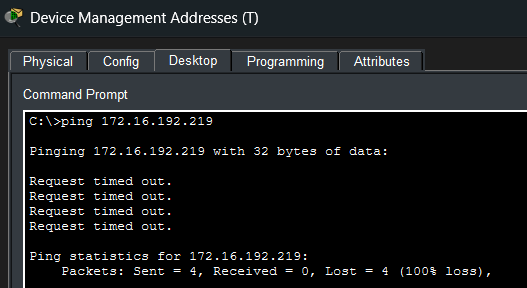 Device Management Addresses (T)
Physical Config Desktop Programming Attributes
Command Prompt
C:\>ping 172.16.192.219
Pinging 172.16.192.219 with 32 bytes of data:
Request timed out.
Request timed out.
Request timed out.
Request timed out.
Ping statistics for 172.16.192.219:
Packets: Sent = 4, Received = 0, Lost = 4 (100% loss),